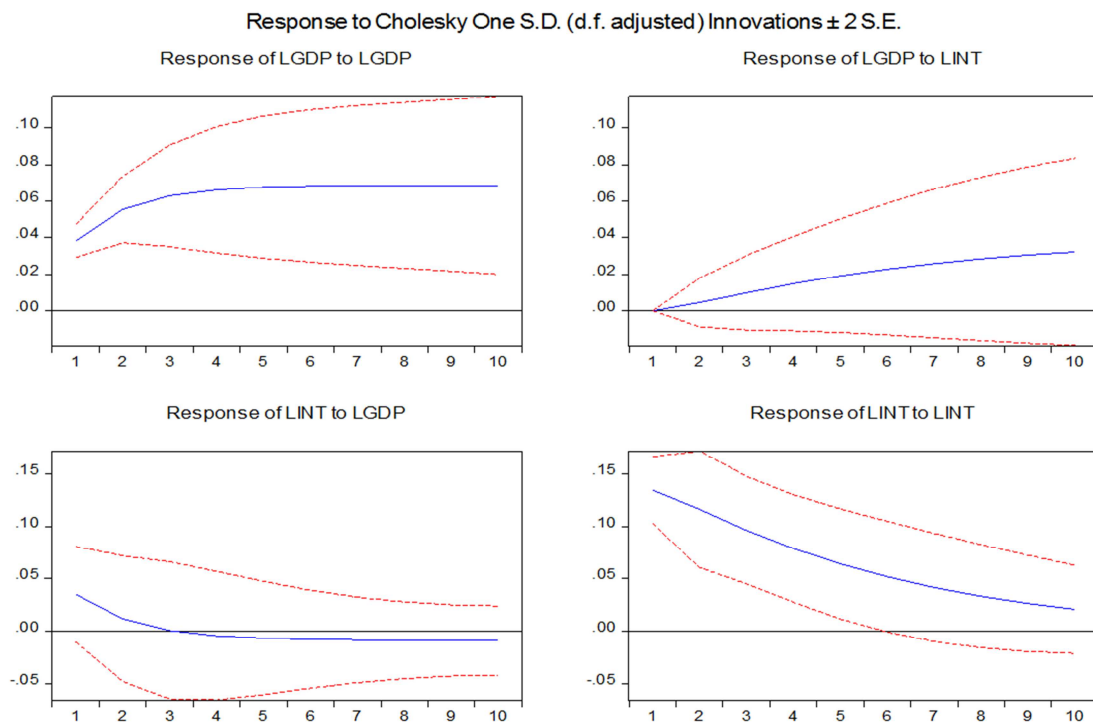 Response to Cholesky One S.D. (d.f. adjusted) Innovations ± 2 S.E.
Response of LGDP to LGDP
.10
.08
.06
.04
.02
.00
1 2 3 4 5 6 7 8 9 10
Response of LGDP to LINT
.10
.08
.06
.04
.02
.00
1 2 3 4 5 6 7 8 9 10
Response of LINT to LGDP
.15
.10
.05
.00
-.05
1 2 3 4 5 6 7 8 9 10
Response of LINT to LINT
.15
.10
.05
.00
-.05
1 2 3 4 5 6 7 8 9 10